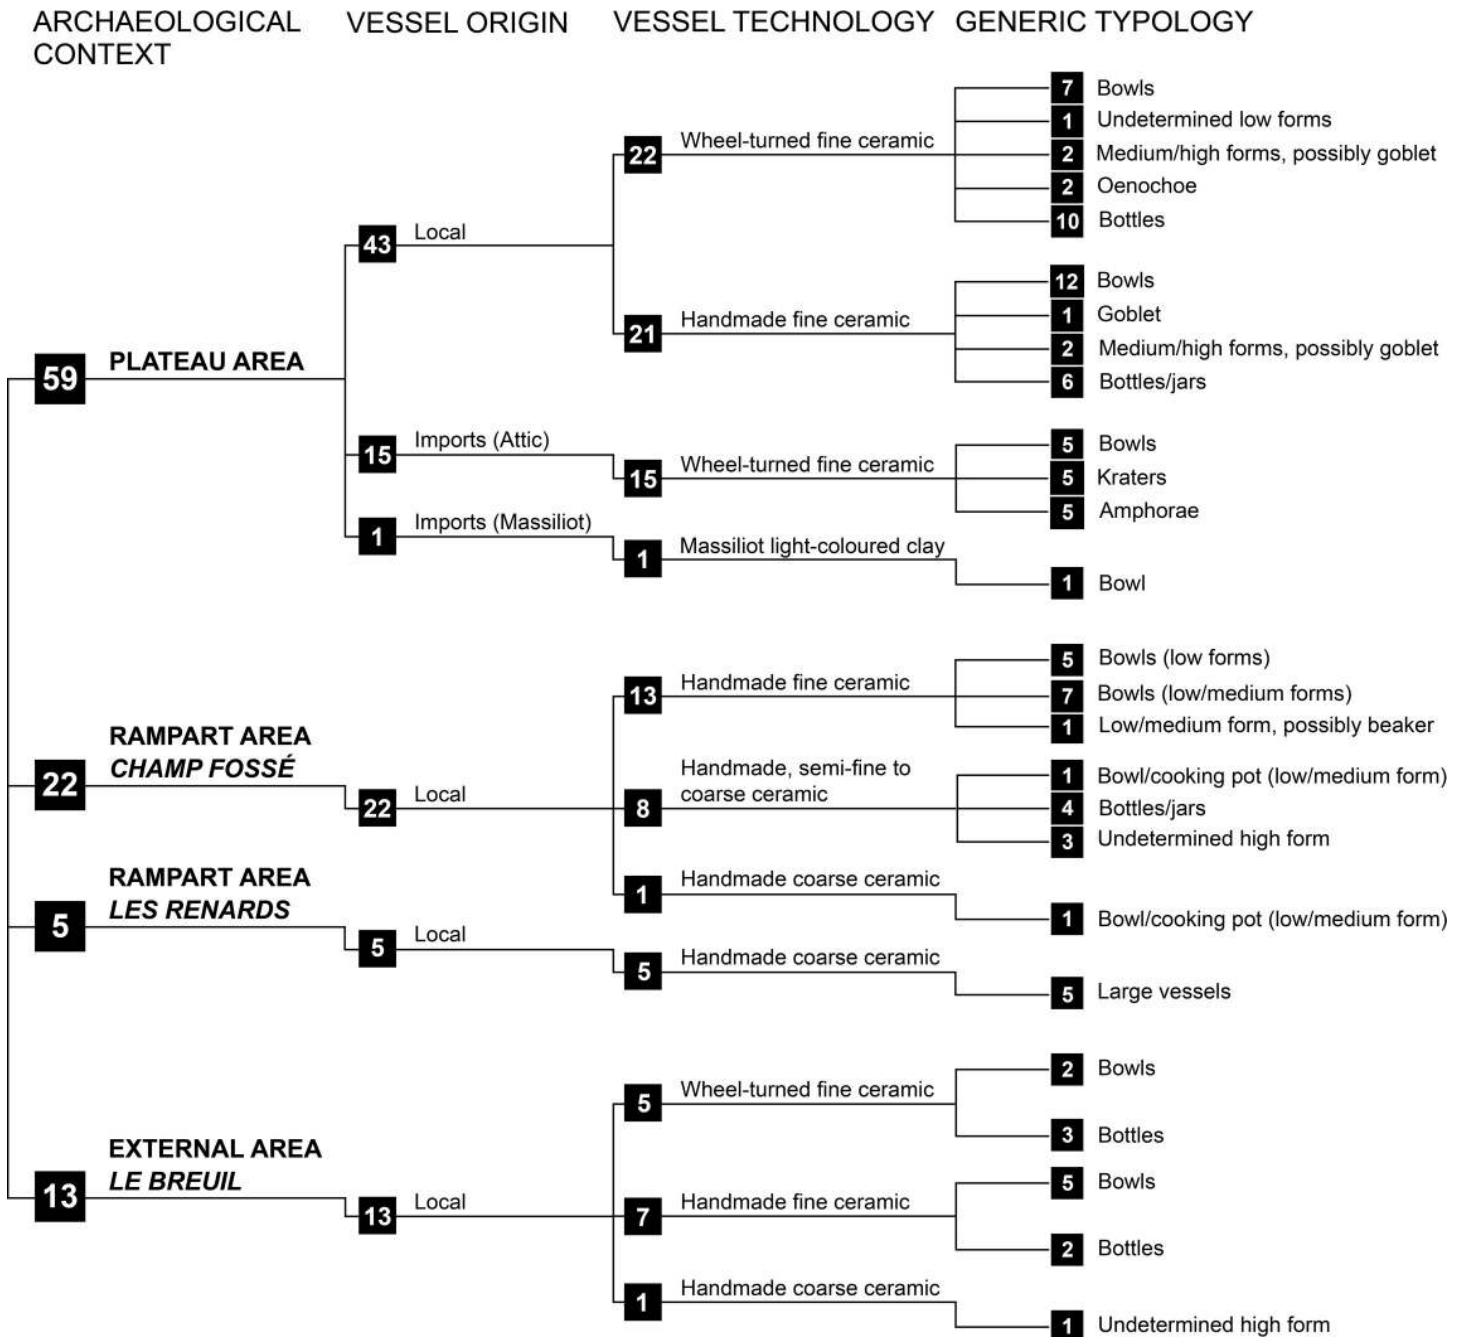 ARCHAEOLOGICAL
CONTEXT
VESSEL ORIGIN
VESSEL TECHNOLOGY
GENERIC TYPOLOGY
59 PLATEAU AREA
43 Local
22 Wheel-turned fine ceramic
7 Bowls
1 Undetermined low forms
2 Medium/high forms, possibly goblet
2 Oenochoe
10 Bottles
21 Handmade fine ceramic
12 Bowls
1 Goblet
2 Medium/high forms, possibly goblet
6 Bottles/jars
15 Imports (Attic)
15 Wheel-turned fine ceramic
5 Bowls
5 Kraters
5 Amphorae
1 Imports (Massiliot)
1 Massiliot light-coloured clay
1 Bowl
22 RAMPART AREA
CHAMP FOSSÉ
22 Local
13 Handmade fine ceramic
5 Bowls (low forms)
7 Bowls (low/medium forms)
1 Low/medium form, possibly beaker
8 Handmade, semi-fine to
coarse ceramic
1 Bowl/cooking pot (low/medium form)
4 Bottles/jars
3 Undetermined high form
1 Handmade coarse ceramic
1 Bowl/cooking pot (low/medium form)
5 RAMPART AREA
LES RENARDS
5 Local
5 Handmade coarse ceramic
5 Large vessels
13 EXTERNAL AREA
LE BREUIL
13 Local
5 Wheel-turned fine ceramic
2 Bowls
3 Bottles
7 Handmade fine ceramic
5 Bowls
2 Bottles
1 Handmade coarse ceramic
1 Undetermined high form